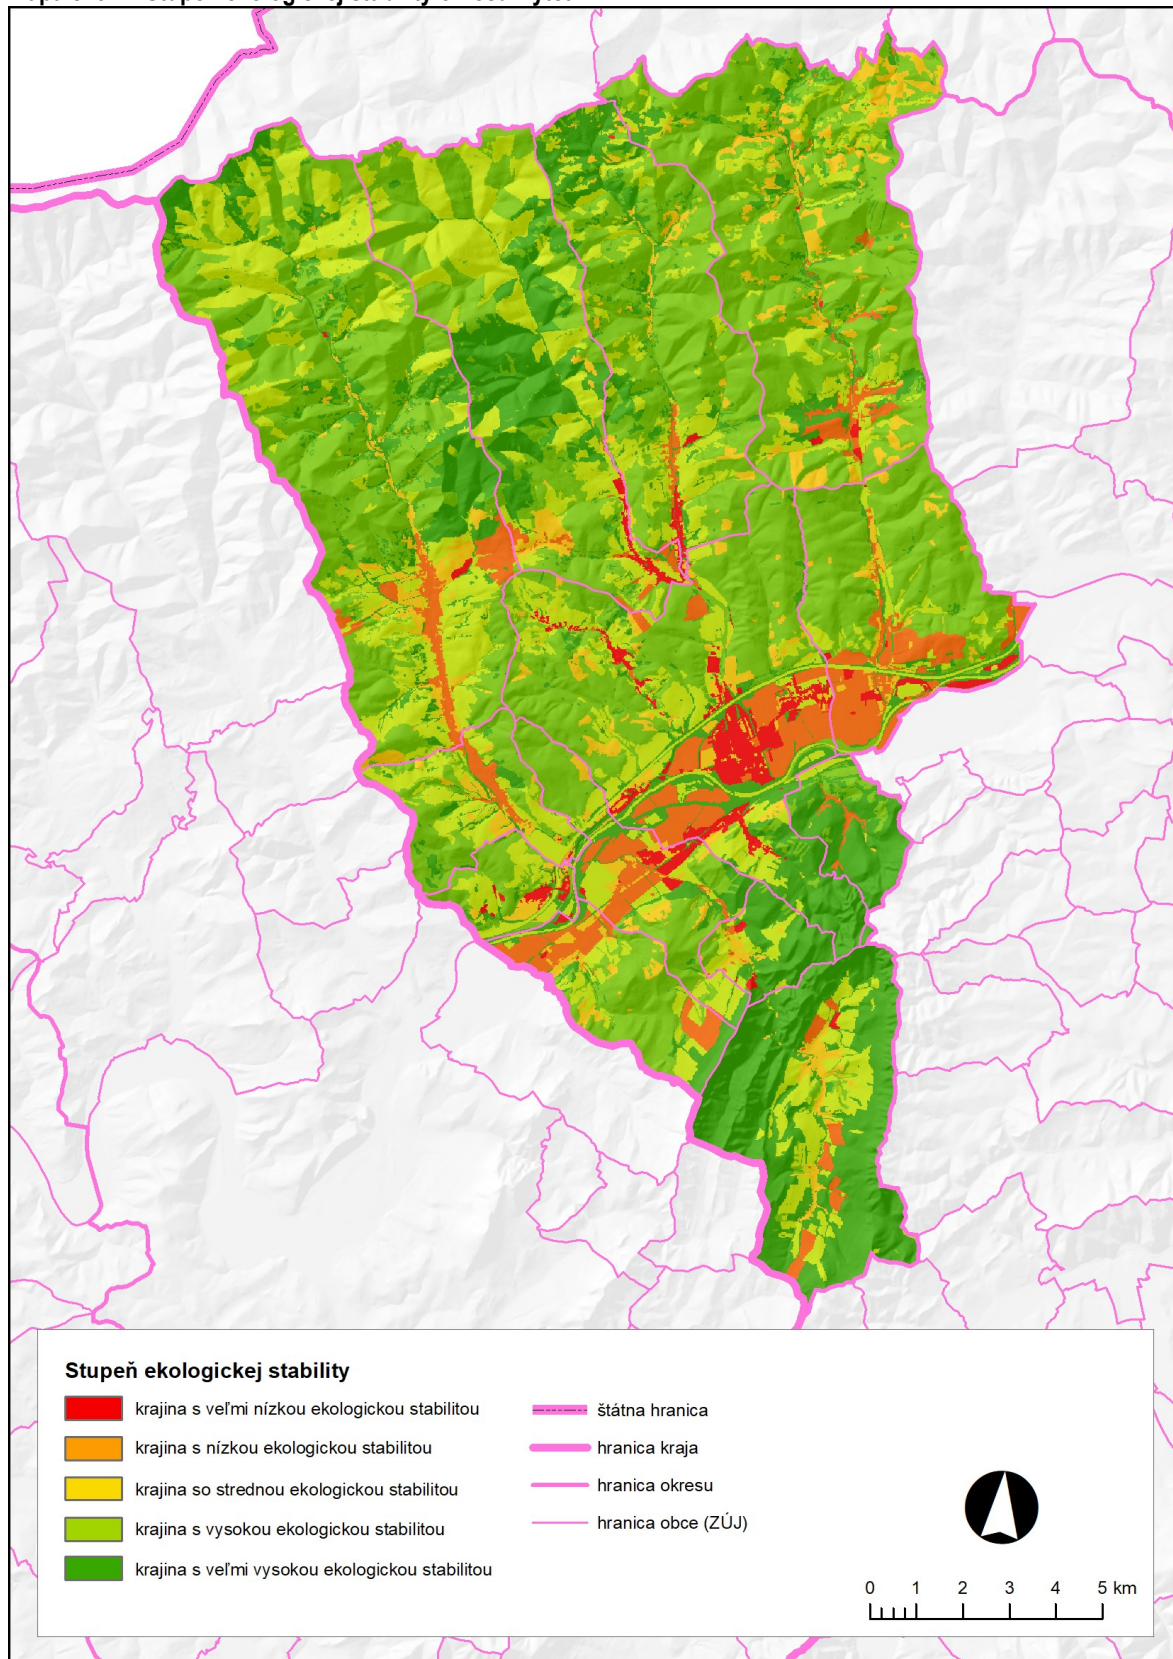 Stupeň ekologickej stability
krajina s veľmi nízkou ekologickou stabilitou
krajina s nízkou ekologickou stabilitou
krajina so strednou ekologickou stabilitou
krajina s vysokou ekologickou stabilitou
krajina s veľmi vysokou ekologickou stabilitou
štátna hranica
hranica kraja
hranica okresu
hranica obce (ZÚJ)
0 1 2 3 4 5 km